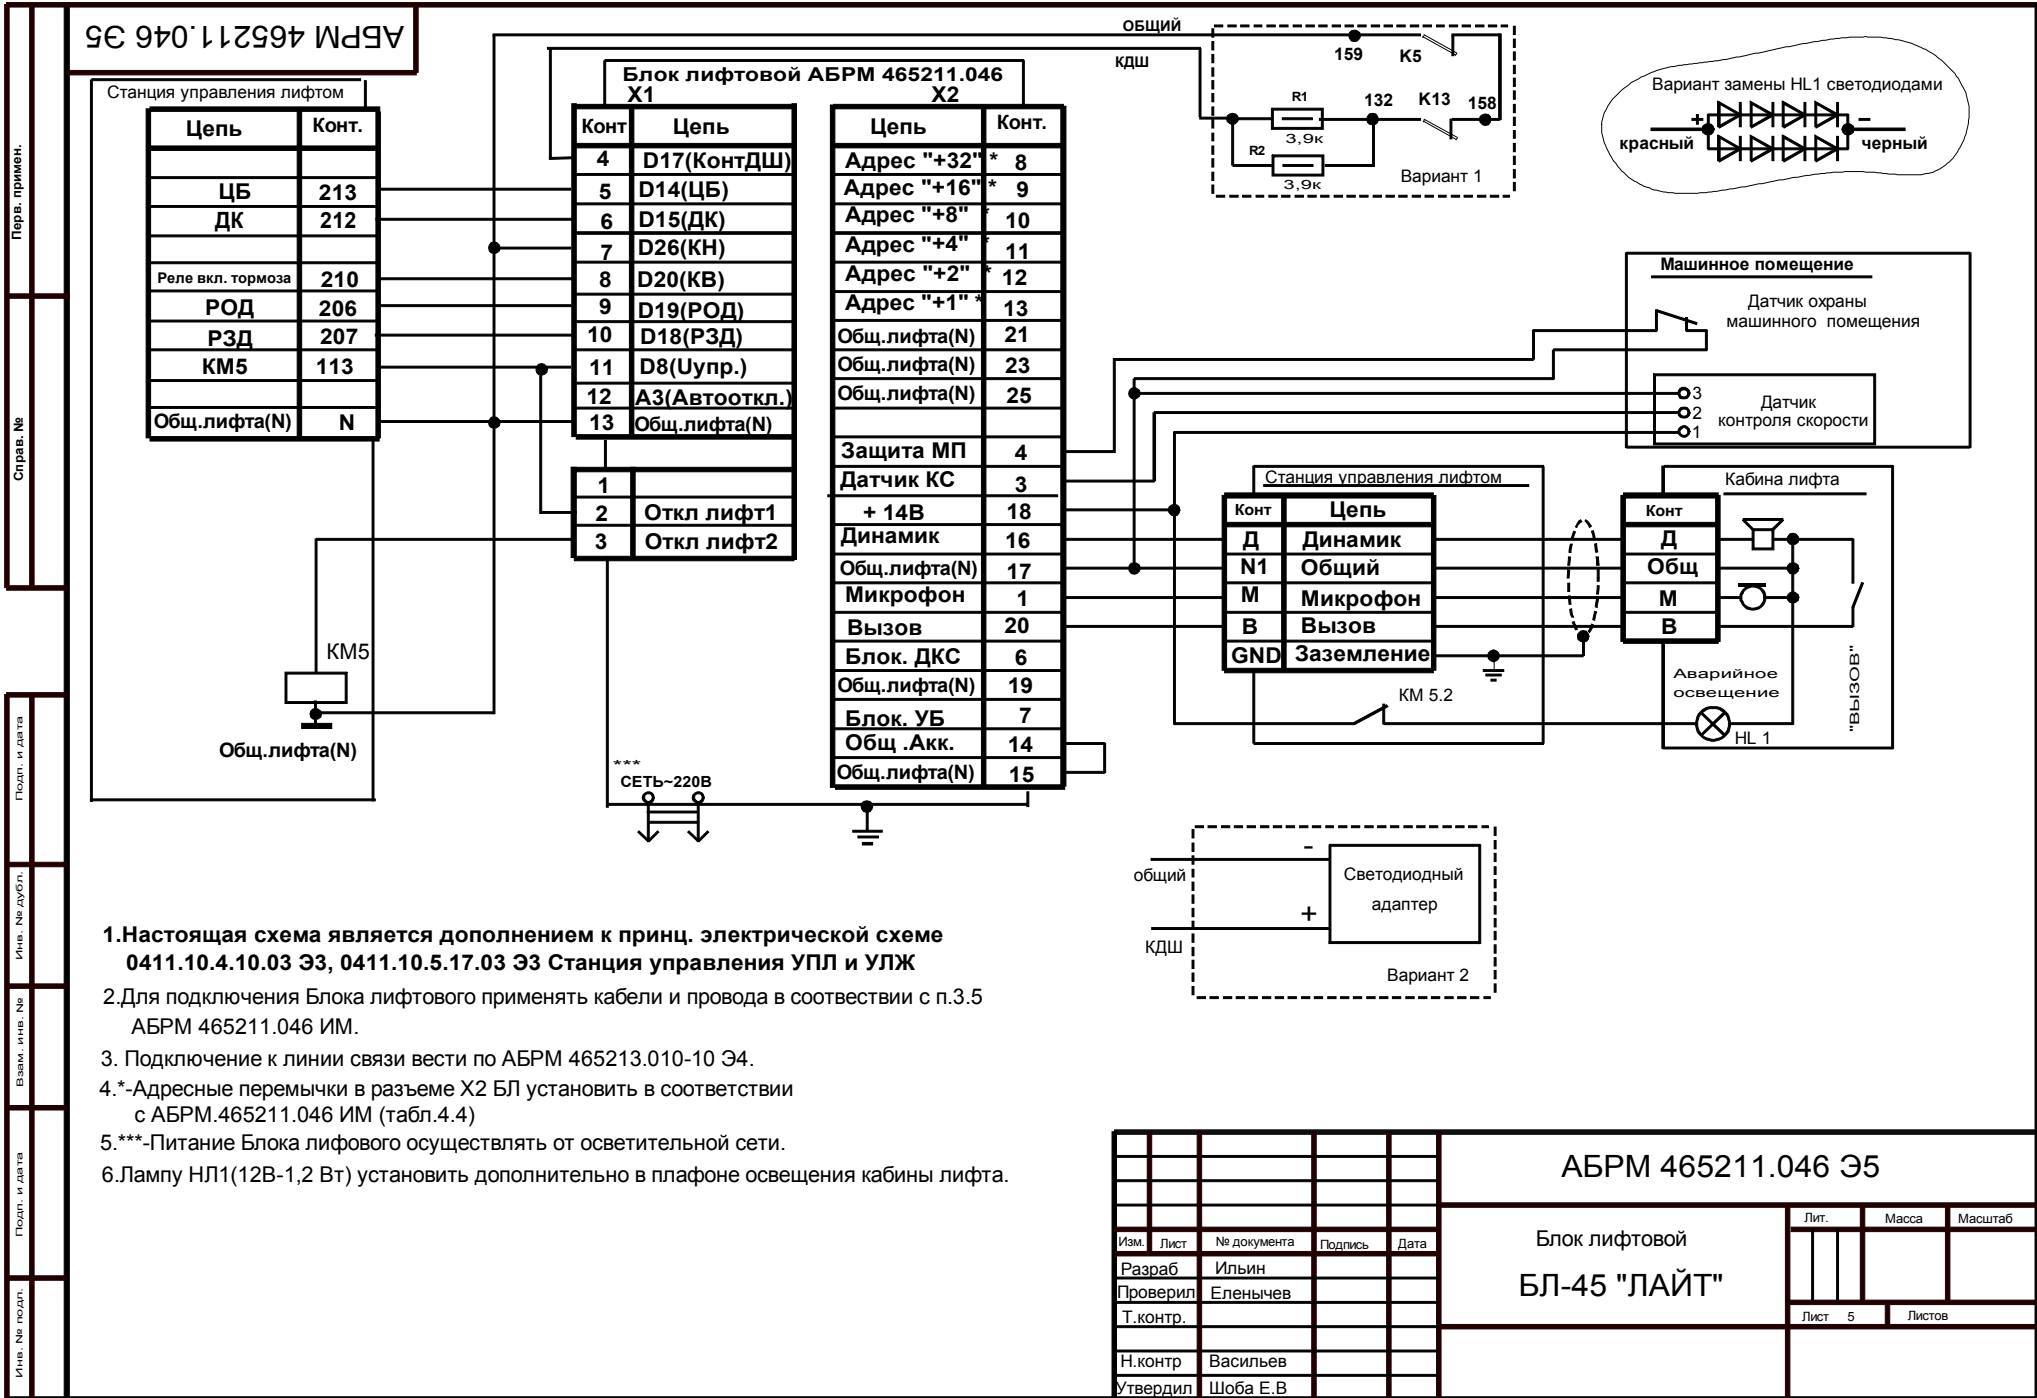 АБРМ 465211.046 Э5
Станция управления лифтом
Цепь Конт.
ЦБ 213
ДК 212
Реле вкл. тормоза 210
РОД 206
РЗД 207
КМ5 113
Общ.лифта(N) N
КМ5
Общ.лифта(N)
Блок лифтовой АБРМ 465211.046
X1 X2
Конт Цепь
4 D17(КонтДШ)
5 D14(ЦБ)
6 D15(ДК)
7 D26(КН)
8 D20(КВ)
9 D19(РОД)
10 D18(РЗД)
11 D8(Uупр.)
12 А3(Автооткл.)
13 Общ.лифта(N)
1
2 Откл лифт1
3 Откл лифт2
***
СЕТЬ~220В
Цепь Конт.
Адрес "+32" * 8
Адрес "+16" * 9
Адрес "+8" * 10
Адрес "+4" * 11
Адрес "+2" * 12
Адрес "+1" * 13
Общ.лифта(N) 21
Общ.лифта(N) 23
Общ.лифта(N) 25
Защита МП 4
Датчик КС 3
+ 14В 18
Динамик 16
Общ.лифта(N) 17
Микрофон 1
Вызов 20
Блок. ДКС 6
Общ.лифта(N) 19
Блок. УБ 7
Общ .Акк. 14
Общ.лифта(N) 15
ОБЩИЙ
КДШ
159 K5
R1 132 K13 158
3,9к
R2
3,9к
Вариант 1
Вариант замены HL1 светодиодами
+ –
красный черный
Машинное помещение
Датчик охраны
машинного помещения
3
2
1
Датчик
контроля скорости
Станция управления лифтом
Конт Цепь
Д Динамик
N1 Общий
М Микрофон
В Вызов
GND Заземление
КМ 5.2
Кабина лифта
Конт
Д
Общ
М
В
Аварийное
освещение
HL 1
"ВЫЗОВ"
общий
-
Светодиодный
адаптер
+
КДШ
Вариант 2
1.Настоящая схема является дополнением к принц. электрической схеме
0411.10.4.10.03 Э3, 0411.10.5.17.03 Э3 Станция управления УПЛ и УЛЖ
2.Для подключения Блока лифтового применять кабели и провода в соотвествии с п.3.5
АБРМ 465211.046 ИМ.
3. Подключение к линии связи вести по АБРМ 465213.010-10 Э4.
4.*-Адресные перемычки в разъеме X2 БЛ установить в соответствии
с АБРМ.465211.046 ИМ (табл.4.4)
5.***-Питание Блока лифового осуществлять от осветительной сети.
6.Лампу НЛ1(12В-1,2 Вт) установить дополнительно в плафоне освещения кабины лифта.
Перв. примен.
Справ. №
Подп. и дата
Инв. № дубл.
Взам. инв. №
Подп. и дата
Инв. № подл.
АБРМ 465211.046 Э5
Изм. Лист № документа Подпись Дата
Разраб Ильин
Проверил Еленычев
Т.контр.
Н.контр Васильев
Утвердил Шоба Е.В
Блок лифтовой
БЛ-45 "ЛАЙТ"
Лит. Масса Масштаб
Лист 5 Листов